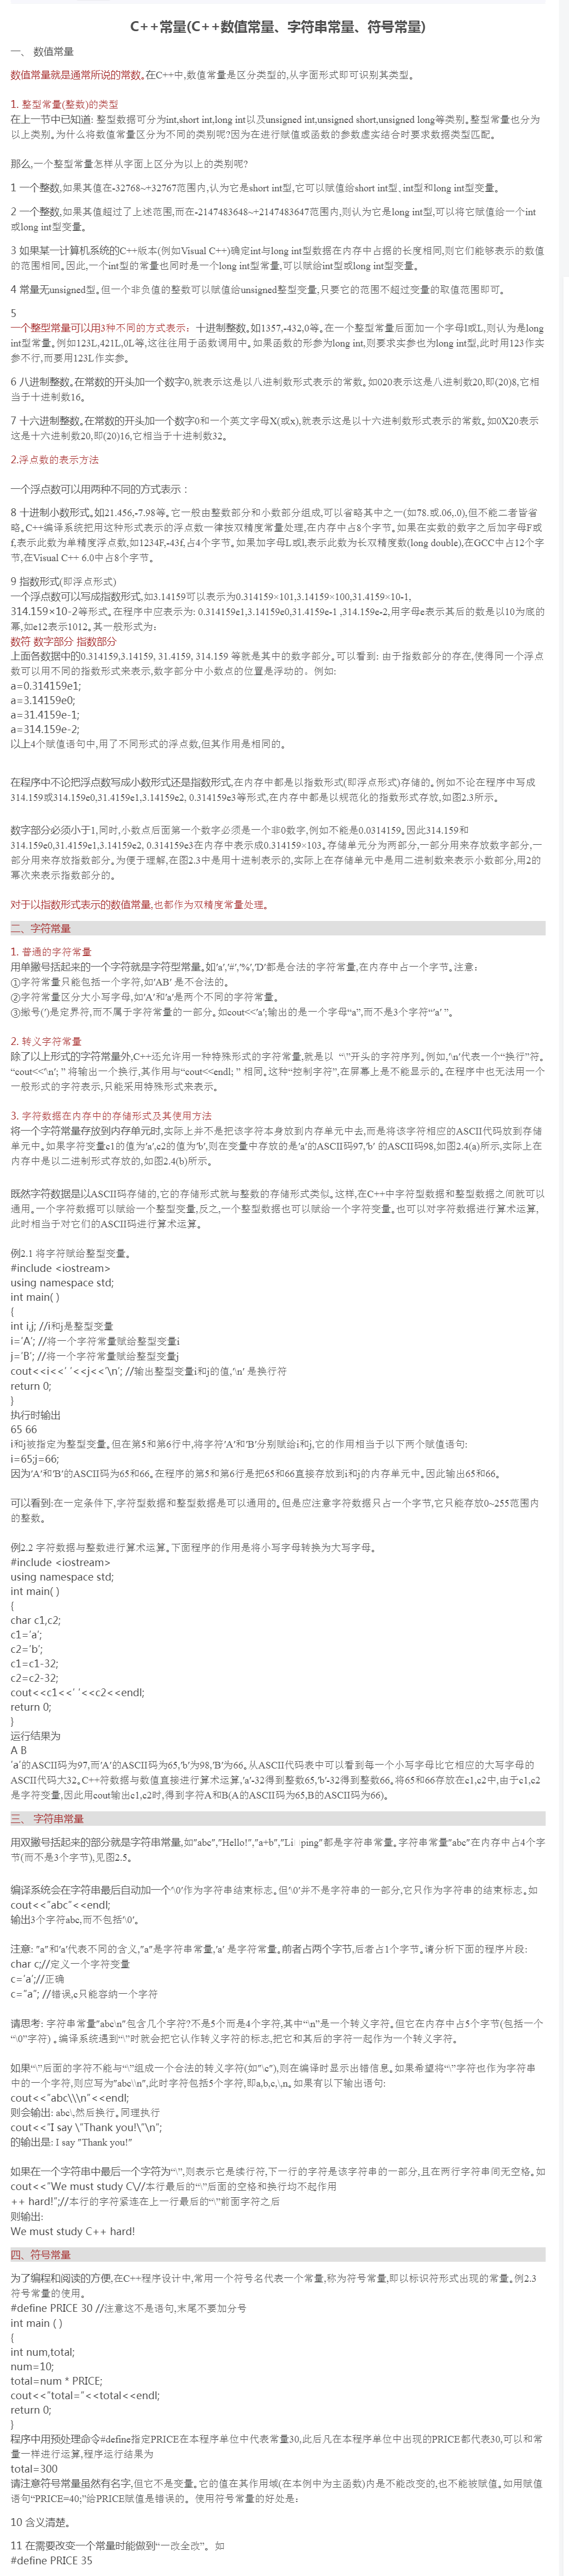 C++常量(C++数值常量、字符串常量、符号常量)
一、 数值常量
数值常量就是通常所说的常数。在C++中,数值常量是区分类型的,从字面形式即可识别其类型。
1. 整型常量(整数)的类型
在上一节中已知道: 整型数据可分为int,short int,long int以及unsigned int,unsigned short,unsigned long等类别。整型常量也分为
以上类别。为什么将数值常量区分为不同的类别呢?因为在进行赋值或函数的参数虚实结合时要求数据类型匹配。
那么,一个整型常量怎样从字面上区分为以上的类别呢?
1 一个整数,如果其值在-32768~+32767范围内,认为它是short int型,它可以赋值给short int型、int型和long int型变量。
2 一个整数,如果其值超过了上述范围,而在-2147483648~+2147483647范围内,则认为它是long int型,可以将它赋值给一个int
或long int型变量。
3 如果某一计算机系统的C++版本(例如Visual C++)确定int与long int型数据在内存中占据的长度相同,则它们能够表示的数值
的范围相同。因此,一个int型的常量也同时是一个long int型常量,可以赋给int型或long int型变量。
4 常量无unsigned型。但一个非负值的整数可以赋值给unsigned整型变量,只要它的范围不超过变量的取值范围即可。
5
一个整型常量可以用3种不同的方式表示：十进制整数。如1357,-432,0等。在一个整型常量后面加一个字母l或L,则认为是long
int型常量。例如123L,421L,0L等,这往往用于函数调用中。如果函数的形参为long int,则要求实参也为long int型,此时用123作实
参不行,而要用123L作实参。
6 八进制整数。在常数的开头加一个数字0,就表示这是以八进制数形式表示的常数。如020表示这是八进制数20,即(20)8,它相
当于十进制数16。
7 十六进制整数。在常数的开头加一个数字0和一个英文字母X(或x),就表示这是以十六进制数形式表示的常数。如0X20表示
这是十六进制数20,即(20)16,它相当于十进制数32。
2.浮点数的表示方法
一个浮点数可以用两种不同的方式表示：
8 十进制小数形式。如21.456,-7.98等。它一般由整数部分和小数部分组成,可以省略其中之一(如78.或.06,.0),但不能二者皆省
略。C++编译系统把用这种形式表示的浮点数一律按双精度常量处理,在内存中占8个字节。如果在实数的数字之后加字母F或
f,表示此数为单精度浮点数,如1234F,-43f,占4个字节。如果加字母L或l,表示此数为长双精度数(long double),在GCC中占12个字
节,在Visual C++ 6.0中占8个字节。
9 指数形式(即浮点形式)
一个浮点数可以写成指数形式,如3.14159可以表示为0.314159×101,3.14159×100,31.4159×10-1,
314.159×10-2等形式。在程序中应表示为: 0.314159e1,3.14159e0,31.4159e-1 ,314.159e-2,用字母e表示其后的数是以10为底的
幂,如e12表示1012。其一般形式为：
数符 数字部分 指数部分
上面各数据中的0.314159,3.14159, 31.4159, 314.159 等就是其中的数字部分。可以看到: 由于指数部分的存在,使得同一个浮点
数可以用不同的指数形式来表示,数字部分中小数点的位置是浮动的。例如:
a=0.314159e1;
a=3.14159e0;
a=31.4159e-1;
a=314.159e-2;
以上4个赋值语句中,用了不同形式的浮点数,但其作用是相同的。
在程序中不论把浮点数写成小数形式还是指数形式,在内存中都是以指数形式(即浮点形式)存储的。例如不论在程序中写成
314.159或314.159e0,31.4159e1,3.14159e2, 0.314159e3等形式,在内存中都是以规范化的指数形式存放,如图2.3所示。
数字部分必须小于1,同时,小数点后面第一个数字必须是一个非0数字,例如不能是0.0314159。因此314.159和
314.159e0,31.4159e1,3.14159e2, 0.314159e3在内存中表示成0.314159×103。存储单元分为两部分,一部分用来存放数字部分,一
部分用来存放指数部分。为便于理解,在图2.3中是用十进制表示的,实际上在存储单元中是用二进制数来表示小数部分,用2的
幂次来表示指数部分的。
对于以指数形式表示的数值常量,也都作为双精度常量处理。
二、字符常量
1. 普通的字符常量
用单撇号括起来的一个字符就是字符型常量。如'a','#','%','D'都是合法的字符常量,在内存中占一个字节。注意：
①字符常量只能包括一个字符,如'AB' 是不合法的。
②字符常量区分大小写字母,如'A'和'a'是两个不同的字符常量。
③撇号(')是定界符,而不属于字符常量的一部分。如cout<<'a';输出的是一个字母“a”,而不是3个字符“'a' ”。
2. 转义字符常量
除了以上形式的字符常量外,C++还允许用一种特殊形式的字符常量,就是以 “\”开头的字符序列。例如,'\n'代表一个“换行”符。
“cout<<'\n'; ” 将输出一个换行,其作用与“cout<<endl; ” 相同。这种“控制字符”,在屏幕上是不能显示的。在程序中也无法用一个
一般形式的字符表示,只能采用特殊形式来表示。
3. 字符数据在内存中的存储形式及其使用方法
将一个字符常量存放到内存单元时,实际上并不是把该字符本身放到内存单元中去,而是将该字符相应的ASCII代码放到存储
单元中。如果字符变量c1的值为'a',c2的值为'b',则在变量中存放的是'a'的ASCII码97,'b' 的ASCII码98,如图2.4(a)所示,实际上在
内存中是以二进制形式存放的,如图2.4(b)所示。
既然字符数据是以ASCII码存储的,它的存储形式就与整数的存储形式类似。这样,在C++中字符型数据和整型数据之间就可以
通用。一个字符数据可以赋给一个整型变量,反之,一个整型数据也可以赋给一个字符变量。也可以对字符数据进行算术运算,
此时相当于对它们的ASCII码进行算术运算。
例2.1 将字符赋给整型变量。
#include <iostream>
using namespace std;
int main( )
{
int i,j; //i和j是整型变量
i='A'; //将一个字符常量赋给整型变量i
j='B'; //将一个字符常量赋给整型变量j
cout<<i<<' '<<j<<'\n'; //输出整型变量i和j的值,'\n' 是换行符
return 0;
}
执行时输出
65 66
i和j被指定为整型变量。但在第5和第6行中,将字符'A'和'B'分别赋给i和j,它的作用相当于以下两个赋值语句:
i=65;j=66;
因为'A'和'B'的ASCII码为65和66。在程序的第5和第6行是把65和66直接存放到i和j的内存单元中。因此输出65和66。
可以看到:在一定条件下,字符型数据和整型数据是可以通用的。但是应注意字符数据只占一个字节,它只能存放0~255范围内
的整数。
例2.2 字符数据与整数进行算术运算。下面程序的作用是将小写字母转换为大写字母。
#include <iostream>
using namespace std;
int main( )
{
char c1,c2;
c1='a';
c2='b';
c1=c1-32;
c2=c2-32;
cout<<c1<<' '<<c2<<endl;
return 0;
}
运行结果为
A B
'a'的ASCII码为97,而'A'的ASCII码为65,'b'为98,'B'为66。从ASCII代码表中可以看到每一个小写字母比它相应的大写字母的
ASCII代码大32。C++符数据与数值直接进行算术运算,'a'-32得到整数65,'b'-32得到整数66。将65和66存放在c1,c2中,由于c1,c2
是字符变量,因此用cout输出c1,c2时,得到字符A和B(A的ASCII码为65,B的ASCII码为66)。
三、 字符串常量
用双撇号括起来的部分就是字符串常量,如"abc","Hello!","a+b","Li ping"都是字符串常量。字符串常量"abc"在内存中占4个字
节(而不是3个字节),见图2.5。
编译系统会在字符串最后自动加一个'\0'作为字符串结束标志。但'\0'并不是字符串的一部分,它只作为字符串的结束标志。如
cout<<"abc"<<endl;
输出3个字符abc,而不包括'\0'。
注意: "a"和'a'代表不同的含义,"a"是字符串常量,'a' 是字符常量。前者占两个字节,后者占1个字节。请分析下面的程序片段:
char c;//定义一个字符变量
c='a';//正确
c="a"; //错误,c只能容纳一个字符
请思考: 字符串常量"abc\n"包含几个字符?不是5个而是4个字符,其中“\n”是一个转义字符。但它在内存中占5个字节(包括一个
“\0”字符) 。编译系统遇到“\”时就会把它认作转义字符的标志,把它和其后的字符一起作为一个转义字符。
如果“\”后面的字符不能与“\”组成一个合法的转义字符(如"\c"),则在编译时显示出错信息。如果希望将“\”字符也作为字符串
中的一个字符,则应写为"abc\\n",此时字符包括5个字符,即a,b,c,\,n。如果有以下输出语句:
cout<<"abc\\\n"<<endl;
则会输出: abc\,然后换行。同理执行
cout<<"I say \"Thank you!\"\n";
的输出是: I say "Thank you!"
如果在一个字符串中最后一个字符为“\”,则表示它是续行符,下一行的字符是该字符串的一部分,且在两行字符串间无空格。如
cout<<"We must study C\//本行最后的“\”后面的空格和换行均不起作用
++ hard!";//本行的字符紧连在上一行最后的“\”前面字符之后
则输出:
We must study C++ hard!
四、符号常量
为了编程和阅读的方便,在C++程序设计中,常用一个符号名代表一个常量,称为符号常量,即以标识符形式出现的常量。例2.3
符号常量的使用。
#define PRICE 30 //注意这不是语句,末尾不要加分号
int main ( )
{
int num,total;
num=10;
total=num * PRICE;
cout<<"total="<<total<<endl;
return 0;
}
程序中用预处理命令#define指定PRICE在本程序单位中代表常量30,此后凡在本程序单位中出现的PRICE都代表30,可以和常
量一样进行运算,程序运行结果为
total=300
请注意符号常量虽然有名字,但它不是变量。它的值在其作用域(在本例中为主函数)内是不能改变的,也不能被赋值。如用赋值
语句“PRICE=40;”给PRICE赋值是错误的。 使用符号常量的好处是：
10 含义清楚。
11 在需要改变一个常量时能做到“一改全改”。 如
#define PRICE 35